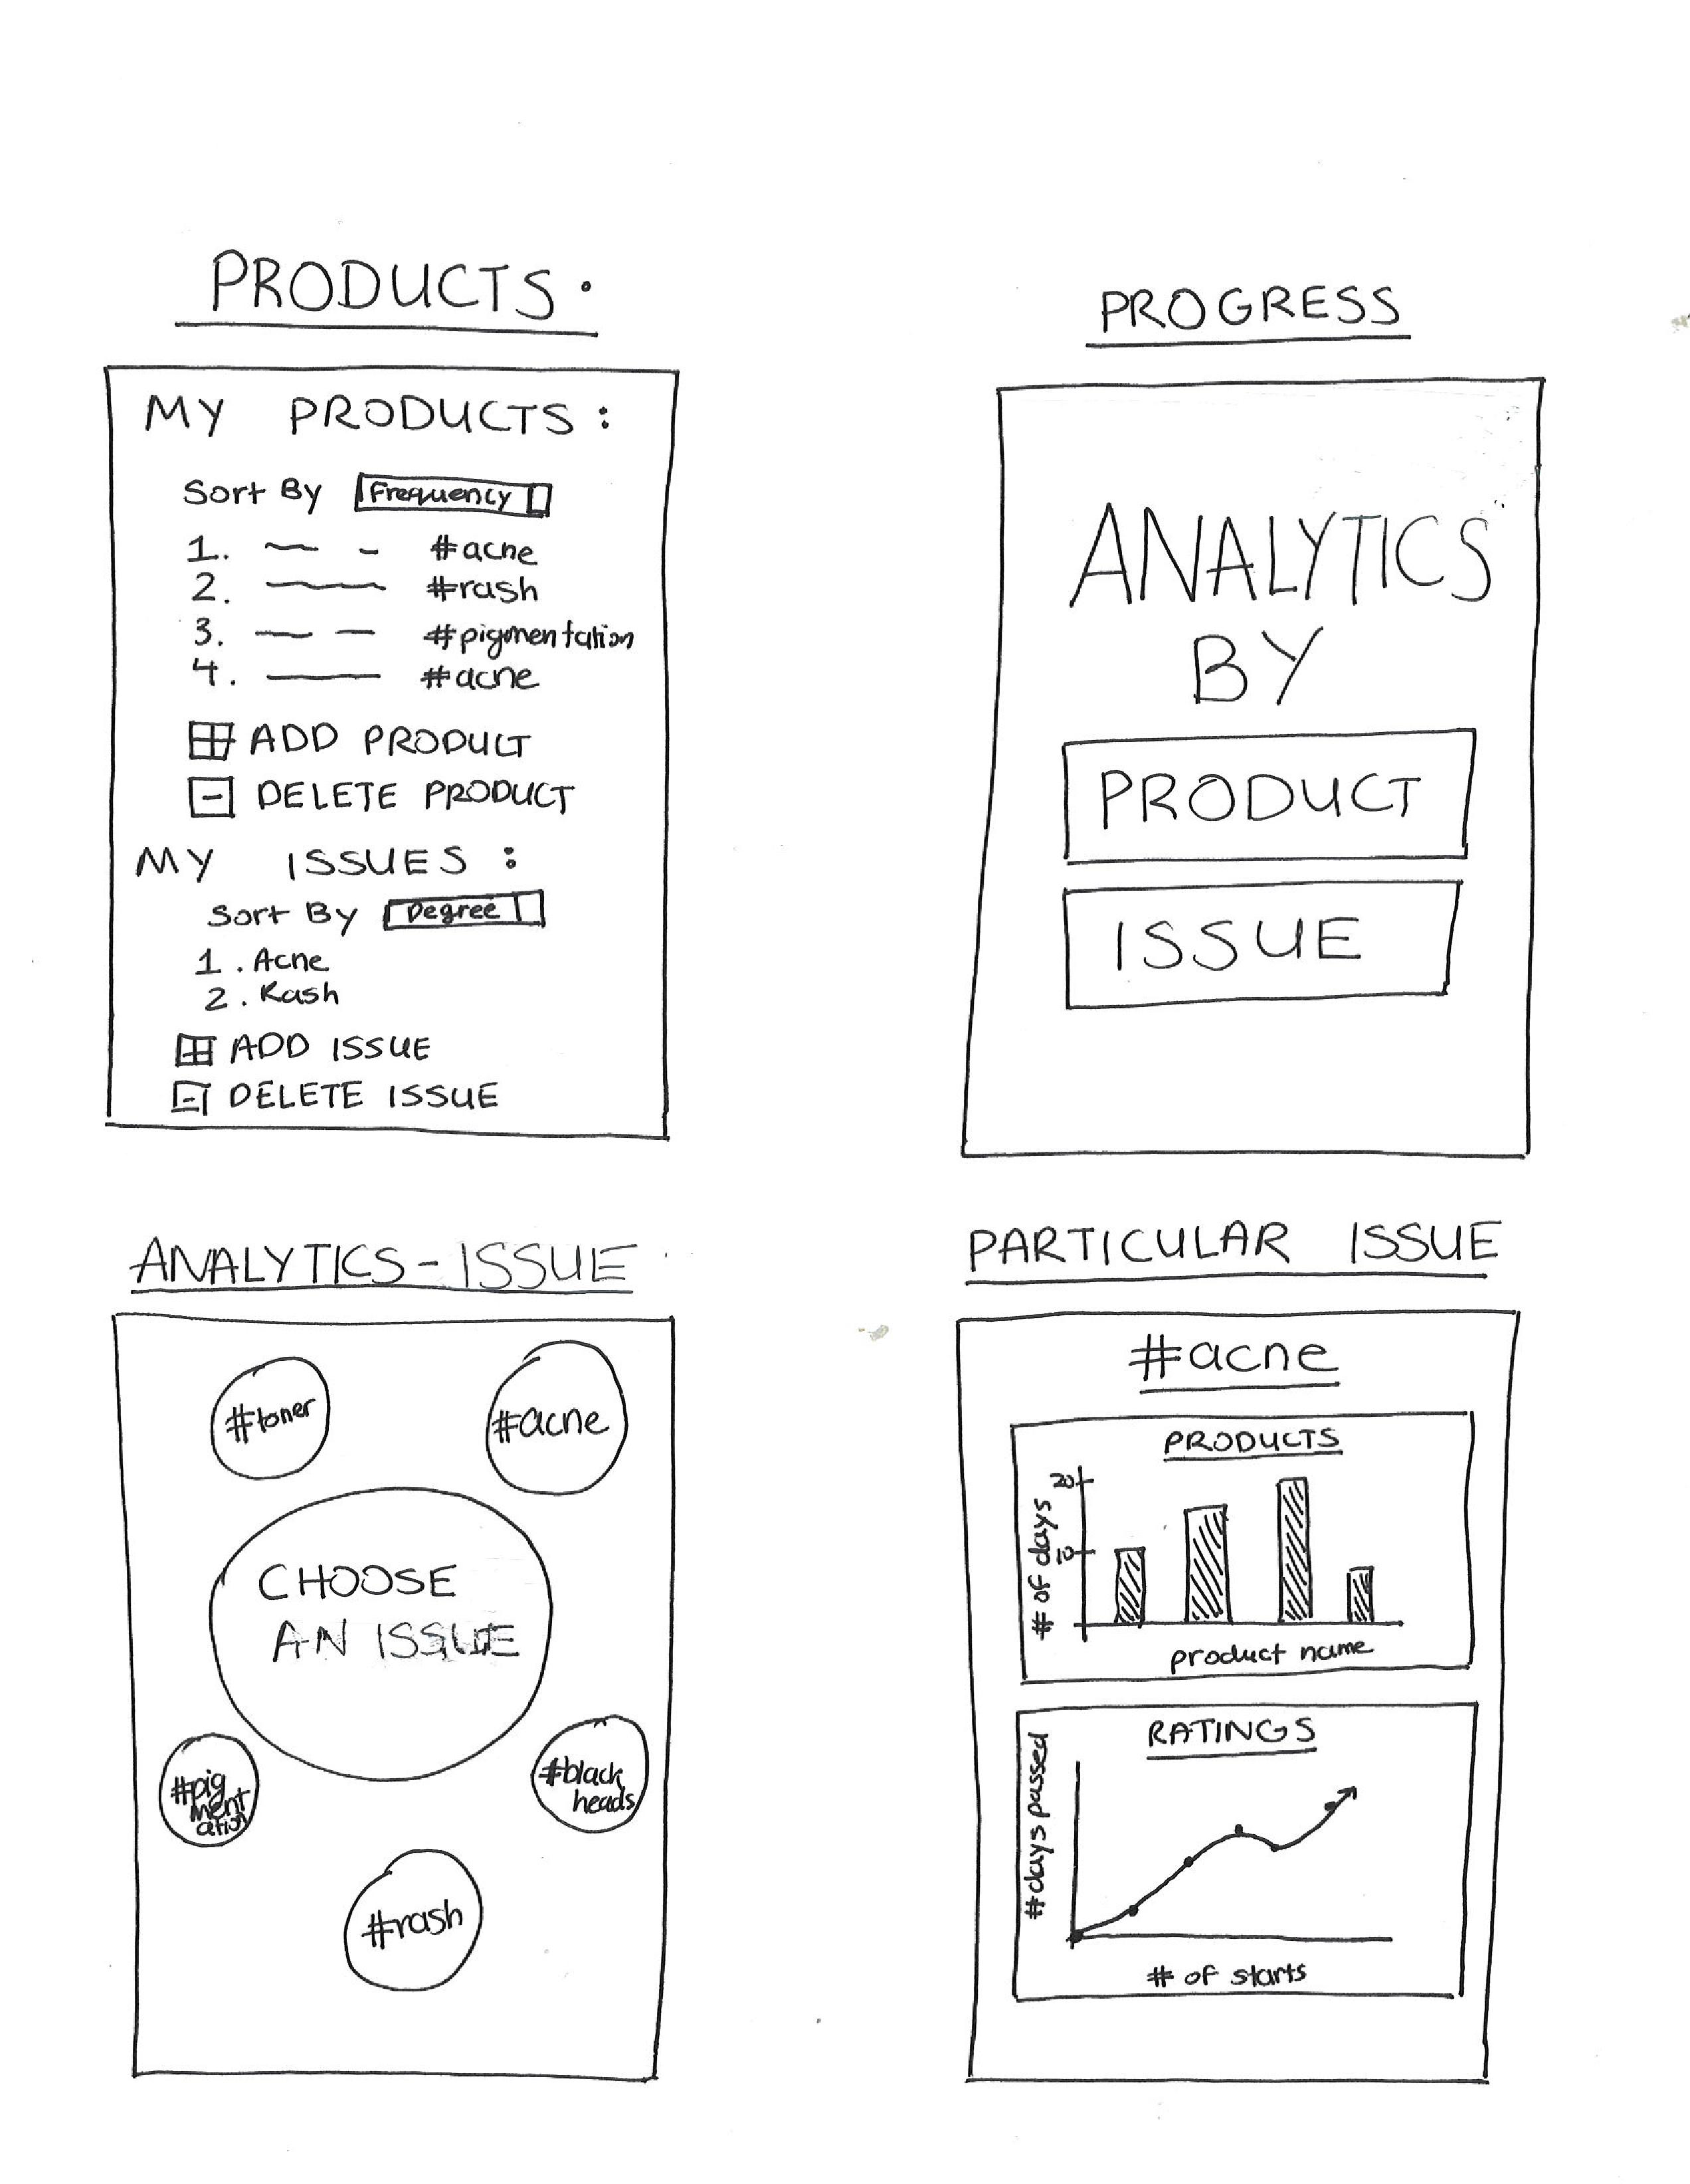 PRODUCTS.
MY PRODUCTS:
Sort By Frequency
1. #acne
2. #rash
3. #pigmentation
4. #acne
ADD PRODUCT
DELETE PRODUCT
MY ISSUES:
Sort By Degree
1. Acne
2. Rash
ADD ISSUE
DELETE ISSUE
PROGRESS
ANALYTICS
BY
PRODUCT
ISSUE
ANALYTICS-ISSUE
#toner
#acne
CHOOSE
AN ISSUE
#pig
ment
ation
#black
heads
#rash
PARTICULAR ISSUE
#acne
PRODUCTS
# of days
20
10
product name
RATINGS
#days passed
# of starts